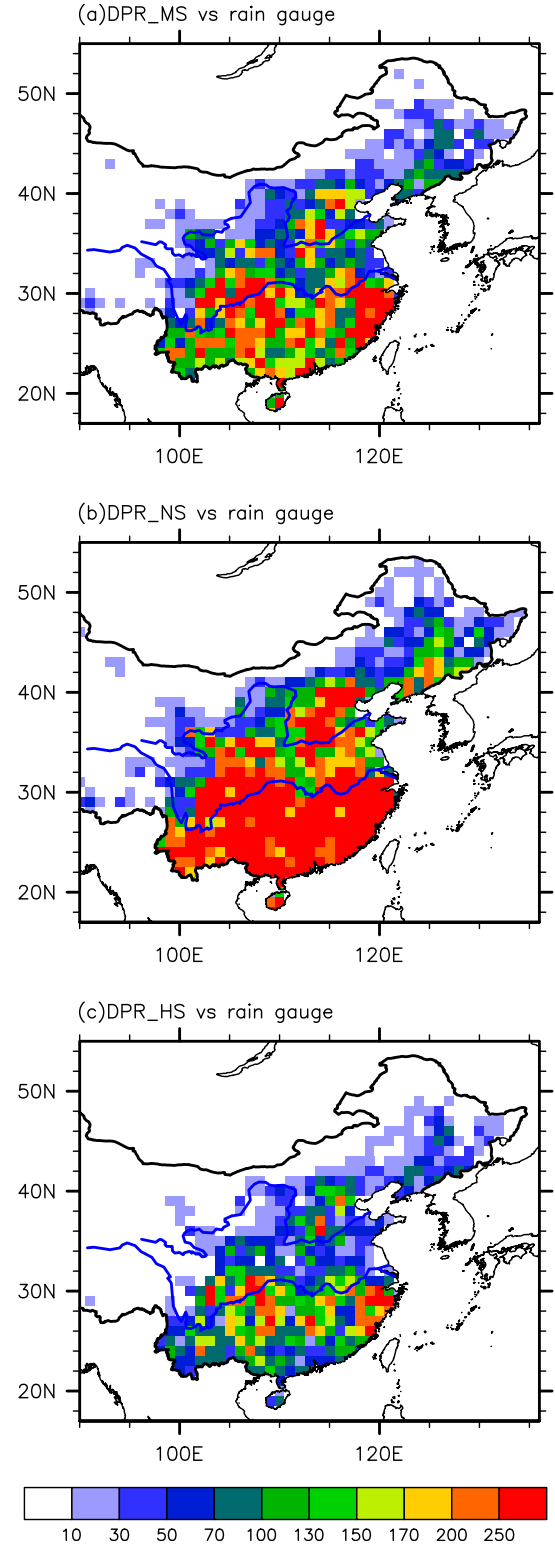 (a)DPR_MS vs rain gauge
50N
40N
30N
20N
100E 120E
(b)DPR_NS vs rain gauge
50N
40N
30N
20N
100E 120E
(c)DPR_HS vs rain gauge
50N
40N
30N
20N
100E 120E
10 30 50 70 100 130 150 170 200 250